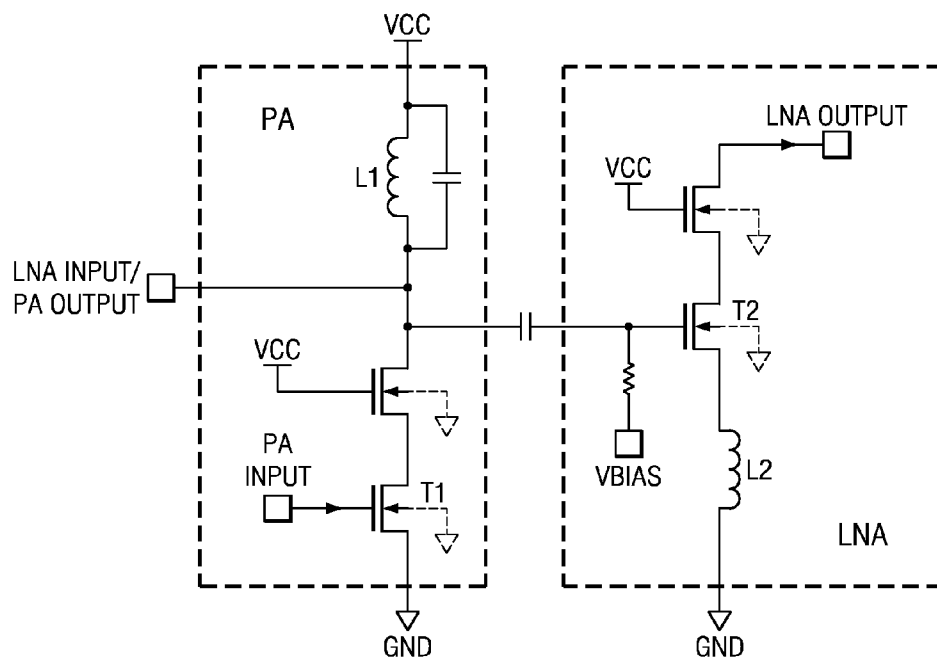 VCC
PA
LNA OUTPUT
L1
VCC
LNA INPUT/
PA OUTPUT
T2
VCC
PA
INPUT
T1
VBIAS
L2
LNA
GND
GND